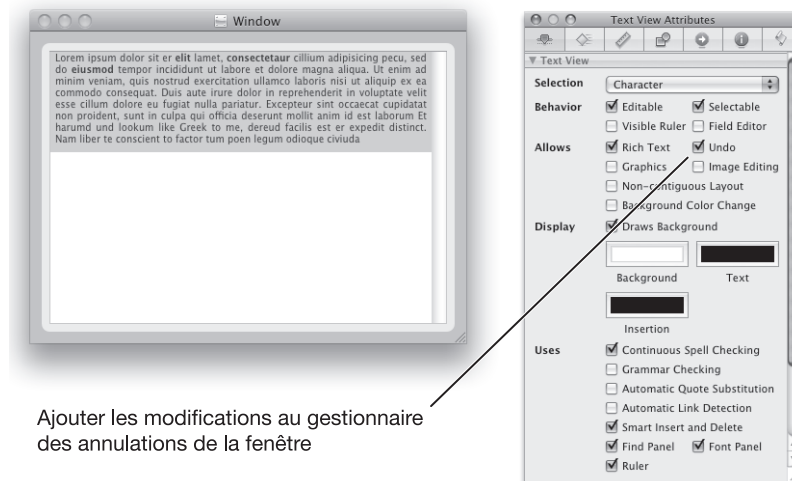 Window
Lorem ipsum dolor sit er elit lamet, consectetaur cillium adipisicing pecu, sed
do eiusmod tempor incididunt ut labore et dolore magna aliqua. Ut enim ad
minim veniam, quis nostrud exercitation ullamco laboris nisi ut aliquip ex ea
commodo consequat. Duis aute irure dolor in reprehenderit in voluptate velit
esse cillum dolore eu fugiat nulla pariatur. Excepteur sint occaecat cupidatat
non proident, sunt in culpa qui officia deserunt mollit anim id est laborum Et
harumd und lookum like Greek to me, dereud facilis est er expedit distinct.
Nam liber te conscient to factor tum poen legum odioque civiuda
Ajouter les modifications au gestionnaire
des annulations de la fenêtre
Text View Attributes
Text View
Selection Character
Behavior Editable Selectable
Visible Ruler Field Editor
Allows Rich Text Undo
Graphics Image Editing
Non-contiguous Layout
Background Color Change
Display Draws Background
Background Text
Insertion
Uses Continuous Spell Checking
Grammar Checking
Automatic Quote Substitution
Automatic Link Detection
Smart Insert and Delete
Find Panel Font Panel
Ruler